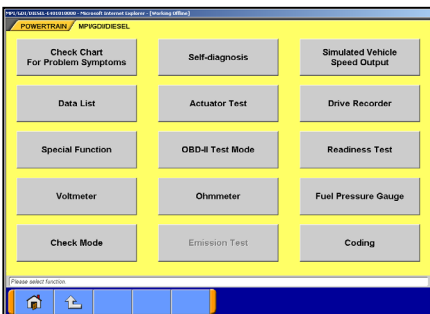 MPI/GDI/DIESEL-E401010000 - Microsoft Internet Explorer - [Working Offline]
POWERTRAIN / MPI/GDI/DIESEL
Check Chart
For Problem Symptoms
Self-diagnosis
Simulated Vehicle
Speed Output
Data List
Actuator Test
Drive Recorder
Special Function
OBD-II Test Mode
Readiness Test
Voltmeter
Ohmmeter
Fuel Pressure Gauge
Check Mode
Emission Test
Coding
Please select function